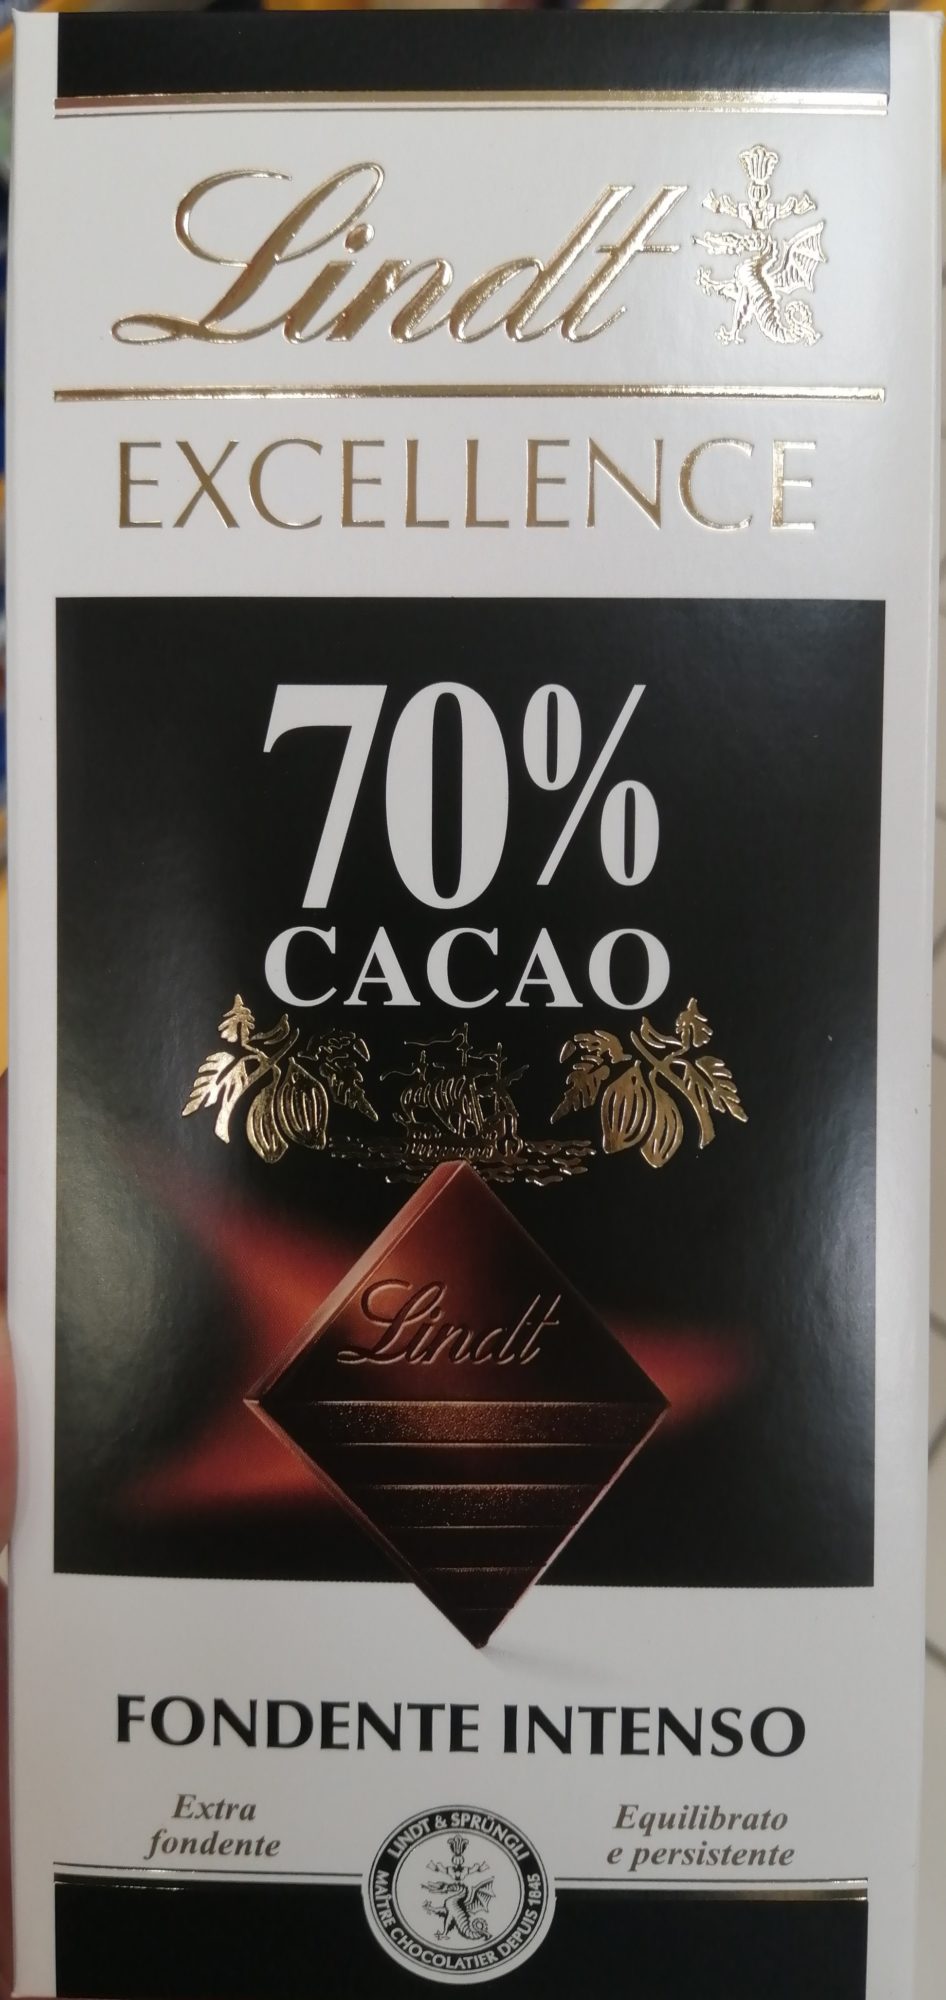 Lindt
EXCELLENCE
70%
CACAO
Lindt
FONDENTE INTENSO
Extra
fondente
Equilibrato
e persistente
LINDT & SPRÜNGLI
MAÎTRE CHOCOLATIER DEPUIS 1845